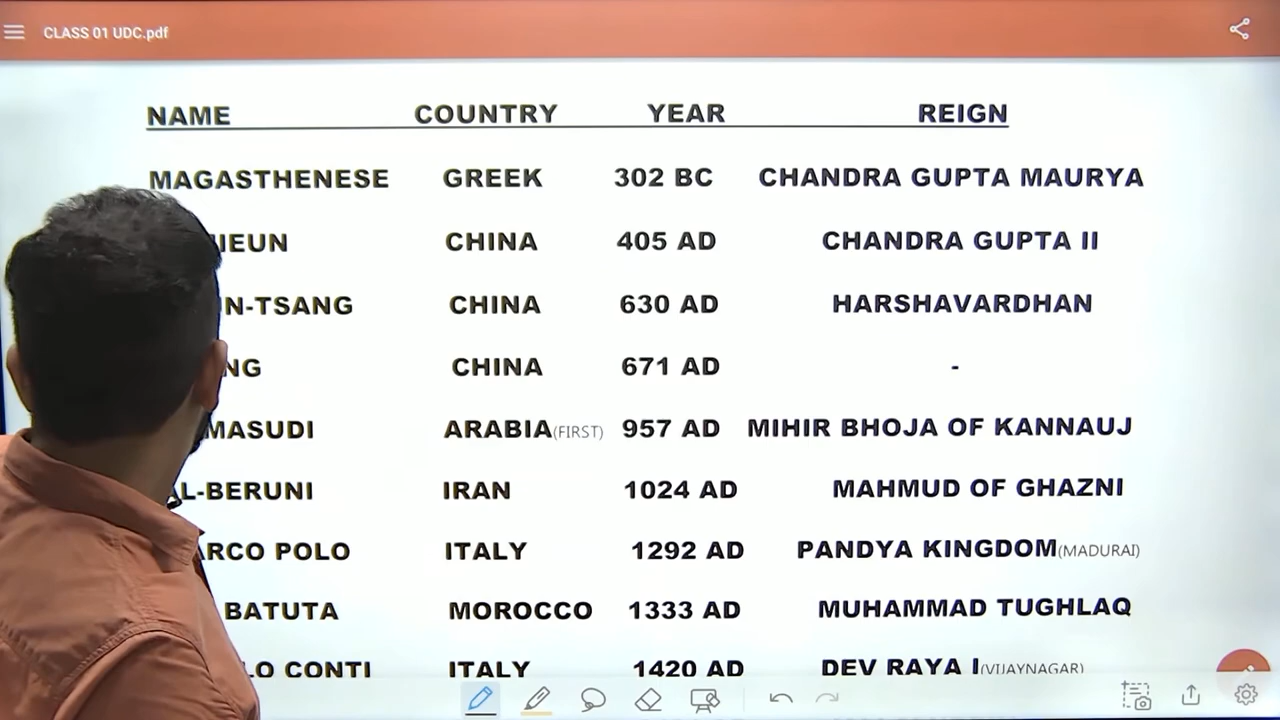 CLASS 01 UDC.pdf
NAME COUNTRY YEAR REIGN
MAGASTHENESE GREEK 302 BC CHANDRA GUPTA MAURYA
CHINA 405 AD CHANDRA GUPTA II
N-TSANG CHINA 630 AD HARSHAVARDHAN
CHINA 671 AD -
MASUDI ARABIA(FIRST) 957 AD MIHIR BHOJA OF KANNAUJ
AL-BERUNI IRAN 1024 AD MAHMUD OF GHAZNI
ARCO POLO ITALY 1292 AD PANDYA KINGDOM(MADURAI)
BATUTA MOROCCO 1333 AD MUHAMMAD TUGHLAQ
LO CONTI ITALY 1420 AD DEV RAYA I(VIJAYNAGAR)